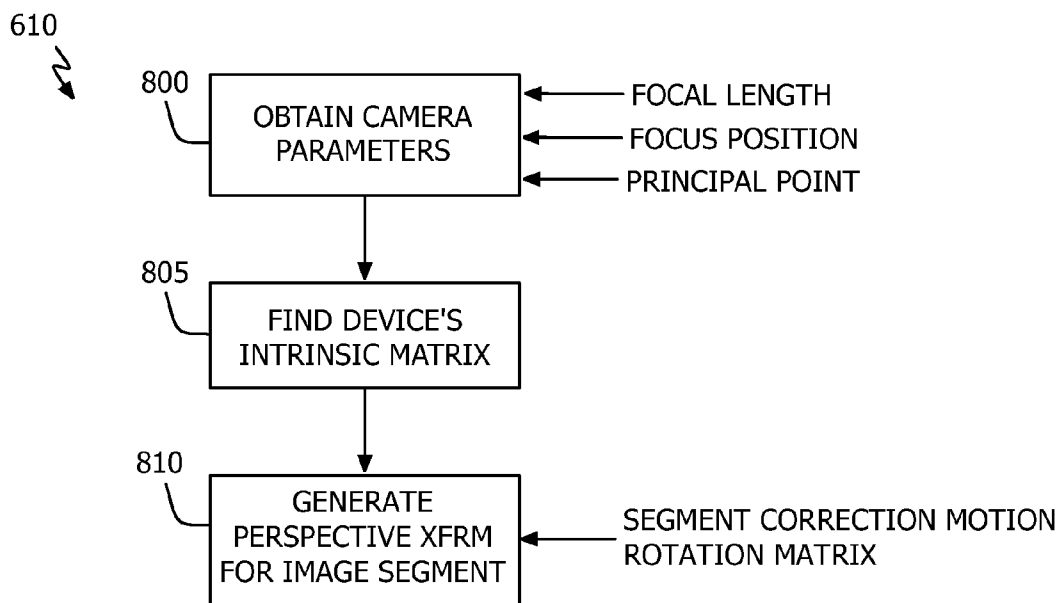 610
800
OBTAIN CAMERA
PARAMETERS
FOCAL LENGTH
FOCUS POSITION
PRINCIPAL POINT
805
FIND DEVICE'S
INTRINSIC MATRIX
810
GENERATE
PERSPECTIVE XFRM
FOR IMAGE SEGMENT
SEGMENT CORRECTION MOTION
ROTATION MATRIX